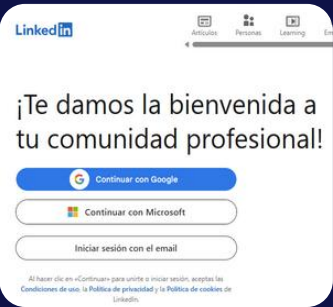 Linked in
Artículos Personas Learning
¡Te damos la bienvenida a
tu comunidad profesional!
G Continuar con Google
Continuar con Microsoft
Iniciar sesión con el email
Al hacer clic en «Continuar» para unirte o iniciar sesión, aceptas las
Condiciones de uso, la Política de privacidad y la Política de cookies de
LinkedIn.